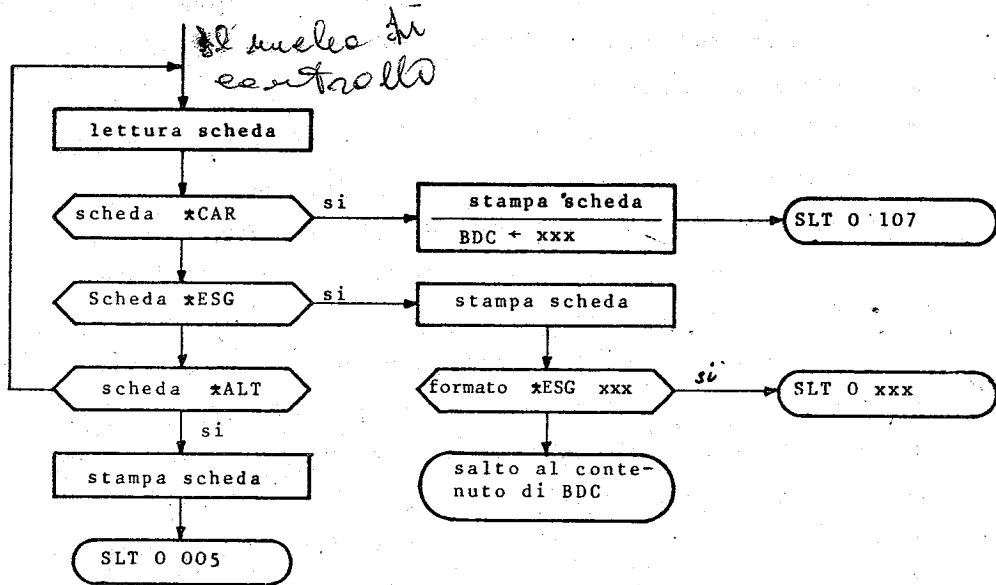 Il nucleo di
controllo
lettura scheda
scheda *CAR
si
stampa scheda
BDC ← xxx
SLT 0 107
Scheda *ESG
si
stampa scheda
scheda *ALT
formato *ESG xxx
si
SLT 0 xxx
si
stampa scheda
salto al conte-
nuto di BDC
SLT 0 005